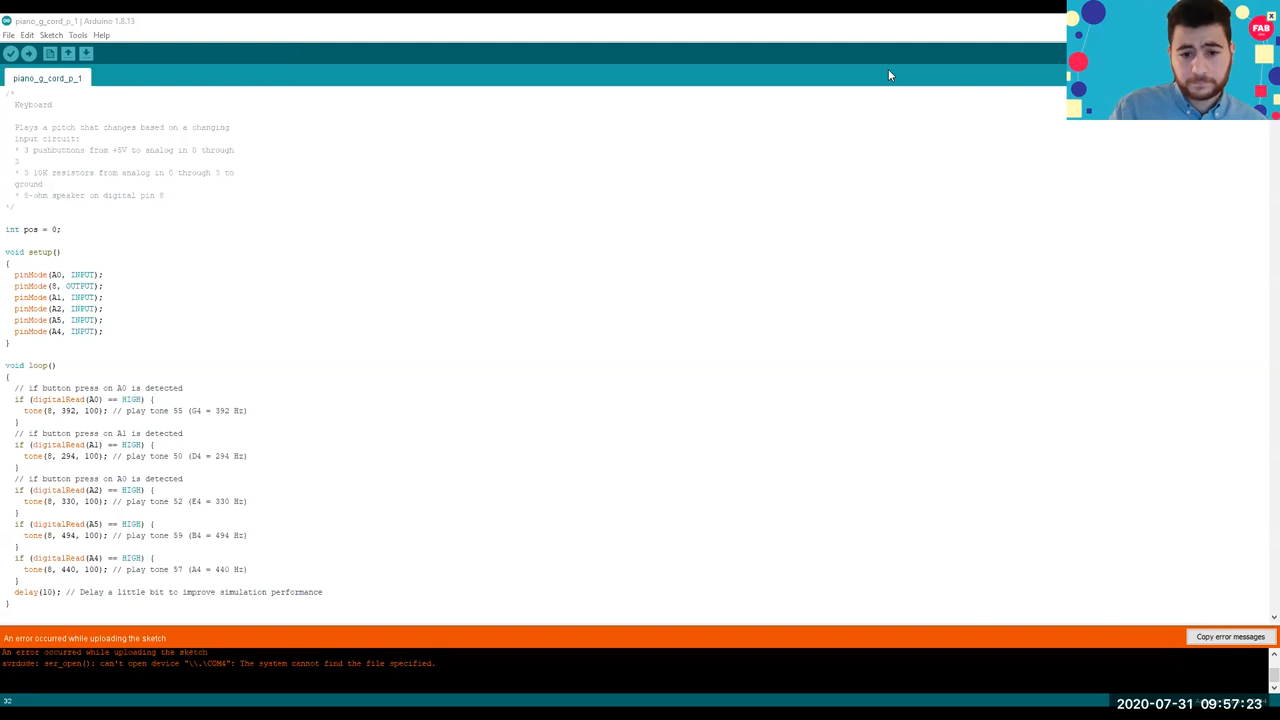 piano_g_cord_p_1 | Arduino 1.8.13
File Edit Sketch Tools Help
piano_g_cord_p_1
/*
Keyboard
Plays a pitch that changes based on a changing
input circuit:
* 3 pushbuttons from +5V to analog in 0 through
3
* 3 10K resistors from analog in 0 through 3 to
ground
* 8-ohm speaker on digital pin 8
*/
int pos = 0;
void setup()
{
pinMode(A0, INPUT);
pinMode(8, OUTPUT);
pinMode(A1, INPUT);
pinMode(A2, INPUT);
pinMode(A5, INPUT);
pinMode(A4, INPUT);
}
void loop()
{
// if button press on A0 is detected
if (digitalRead(A0) == HIGH) {
tone(8, 392, 100); // play tone 55 (G4 = 392 Hz)
}
// if button press on A1 is detected
if (digitalRead(A1) == HIGH) {
tone(8, 294, 100); // play tone 50 (D4 = 294 Hz)
}
// if button press on A0 is detected
if (digitalRead(A2) == HIGH) {
tone(8, 330, 100); // play tone 52 (E4 = 330 Hz)
}
if (digitalRead(A5) == HIGH) {
tone(8, 494, 100); // play tone 59 (B4 = 494 Hz)
}
if (digitalRead(A4) == HIGH) {
tone(8, 440, 100); // play tone 57 (A4 = 440 Hz)
}
delay(10); // Delay a little bit to improve simulation performance
}
An error occurred while uploading the sketch
Copy error messages
An error occurred while uploading the sketch
avrdude: ser_open(): can't open device "\\.\COM4": The system cannot find the file specified.
32
2020-07-31 09:57:23
FAB